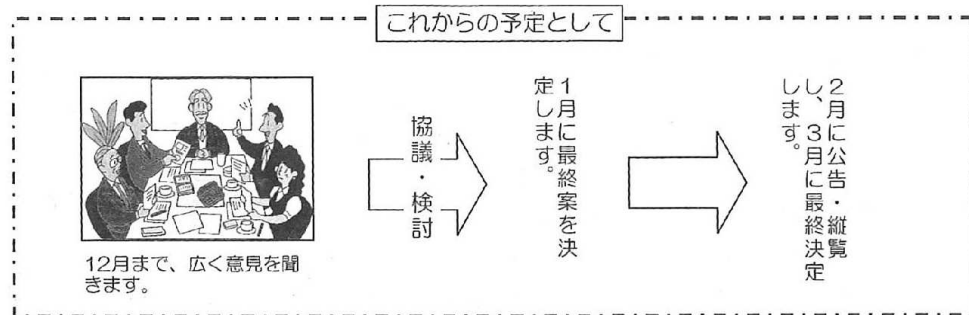 これからの予定として
12月まで、広く意見を聞
きます。
協議・検討
1月に最終案を決
定します。
2月に公告・縦覧
し、3月に最終決定
します。